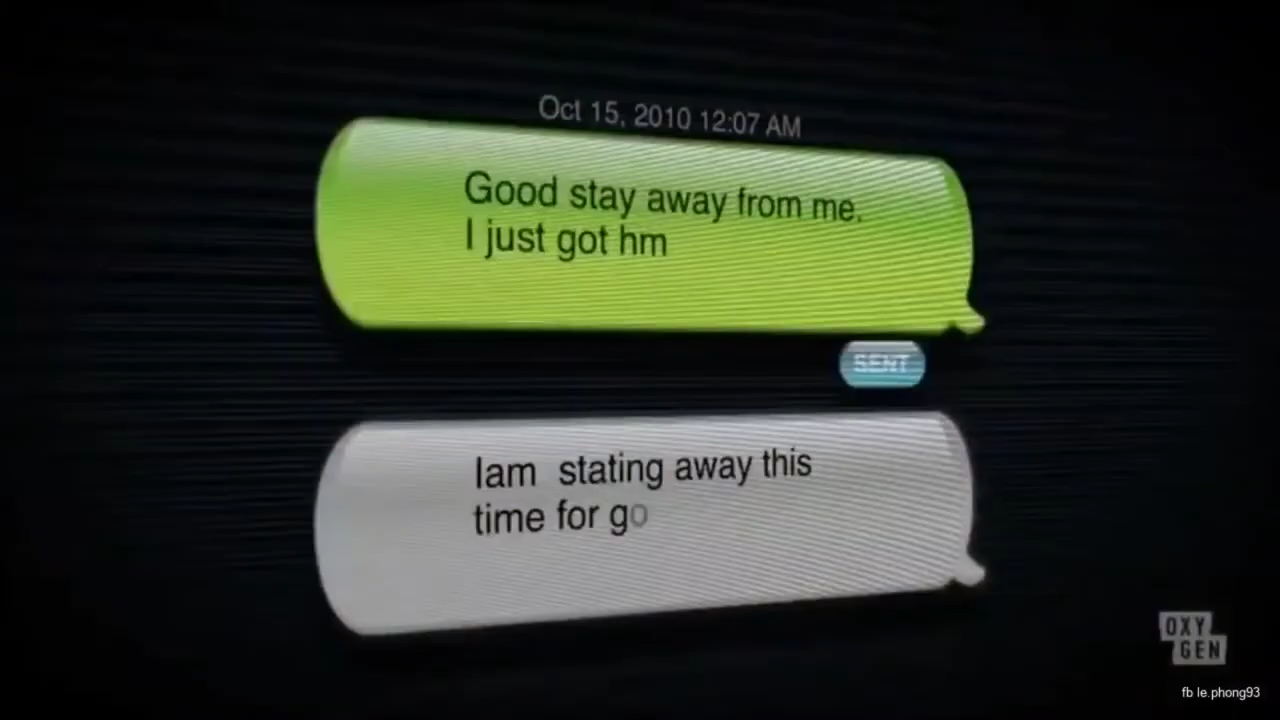 Oct 15, 2010 12:07 AM
Good stay away from me.
I just got hm
SENT
Iam stating away this
time for go
OXY
GEN
fb le.phong93